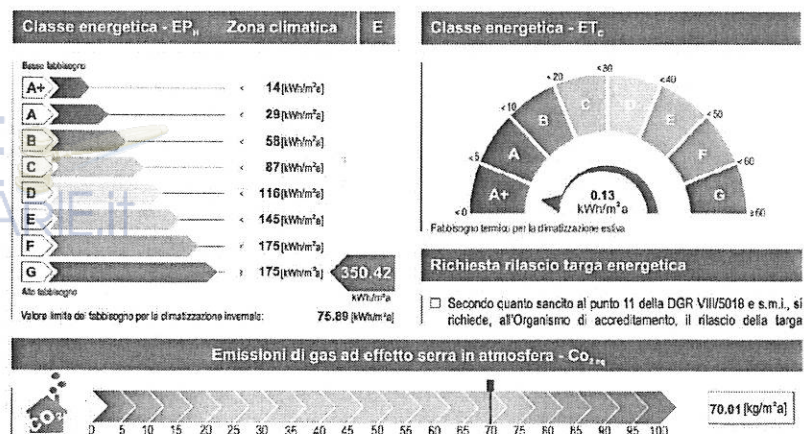 Classe energetica - EPH Zona climatica E
Basso fabbisogno
A+ < 14 [kWh/m²a]
A < 29 [kWh/m²a]
B < 58 [kWh/m²a]
C < 87 [kWh/m²a]
D < 116 [kWh/m²a]
E < 145 [kWh/m²a]
F < 175 [kWh/m²a]
G ≥ 175 [kWh/m²a] 350.42
kWh/m²a
Alto fabbisogno
Valore limite del fabbisogno per la climatizzazione invernale: 75.89 [kWh/m²a]
Classe energetica - ETC
<0 <5 <10 <20 <30 <40 <50 <60 ≥60
A+ A B C D E F G
0.13
kWh/m²a
Fabbisogno termico per la climatizzazione estiva
Richiesta rilascio targa energetica
☐ Secondo quanto sancito al punto 11 della DGR VIII/5018 e s.m.i., si
richiede, all'Organismo di accreditamento, il rilascio della targa
Emissioni di gas ad effetto serra in atmosfera - Co2 eq
CO2
0 5 10 15 20 25 30 35 40 45 50 55 60 65 70 75 80 85 90 95 100
70.01 [kg/m²a]
ARIE.it